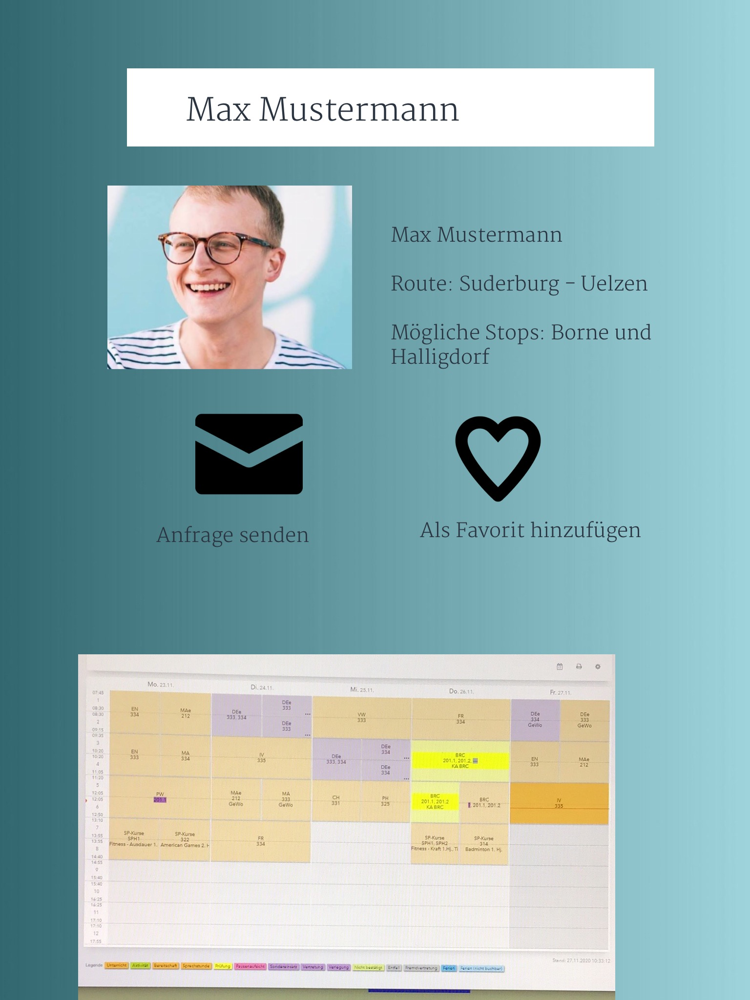 Max Mustermann
Max Mustermann
Route: Suderburg - Uelzen
Mögliche Stops: Borne und
Halligdorf
Anfrage senden
Als Favorit hinzufügen
Mo. 23.11.
Di. 24.11.
Mi. 25.11.
Do. 26.11.
Fr. 27.11.
07:45
1
08:30
08:30
2
09:15
09:35
3
10:20
10:20
4
11:05
11:20
5
12:05
12:05
6
12:50
13:10
7
13:55
13:55
8
14:40
14:55
9
15:40
15:40
10
16:25
16:25
11
17:10
17:10
12
17:55
EN
334
MAe
212
EN
333
MA
334
PW
201.1
SP-Kurse
SPH1
Fitness - Ausdauer 1.
SP-Kurse
322
American Games 2. H
DEe
333, 334
DEe
333
...
DEe
333
...
IV
335
MAe
212
GeWo
MA
333
GeWo
FR
334
VW
333
DEe
333, 334
DEe
334
...
DEe
334
...
CH
331
PH
325
FR
334
BRC
201.1, 201.2, ...
KA BRC
BRC
201.1, 201.2
KA BRC
BRC
?, 201.1, 201.2
SP-Kurse
SPH1, SPH2
Fitness - Kraft 1.Hj., Ti
SP-Kurse
314
Badminton 1. Hj.
DEe
334
GeWo
DEe
333
GeWo
EN
333
MAe
212
IV
335
Legende Unterricht Aktivität Bereitschaft Sprechstunde Prüfung Pausenaufsicht Sondereinsatz Vertretung Verlegung Nicht bestätigt Entfall Fremdvertretung Ferien Ferien (nicht buchbar)
Stand: 27.11.2020 10:33:12